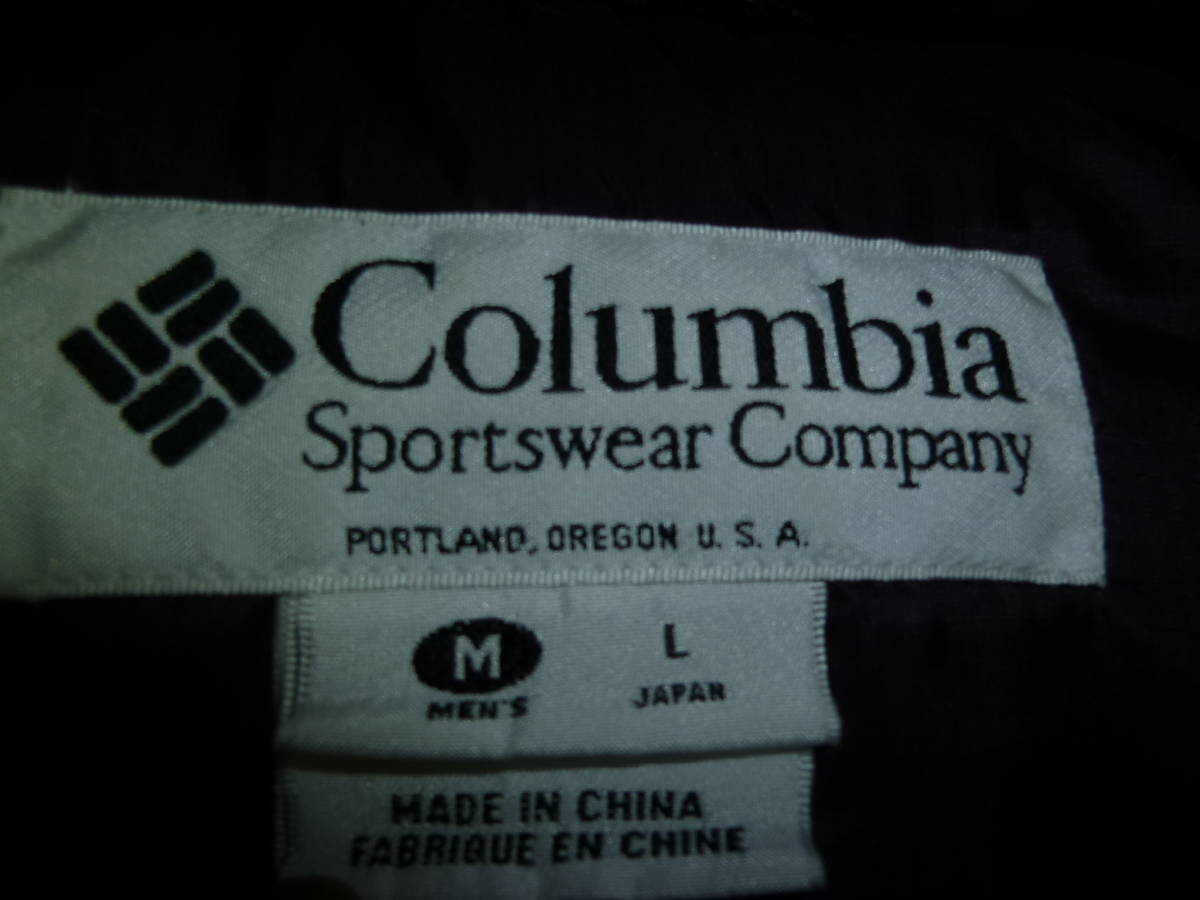 Columbia
Sportswear Company
PORTLAND, OREGON U. S. A.
M L
MEN'S JAPAN
MADE IN CHINA
FABRIQUE EN CHINE